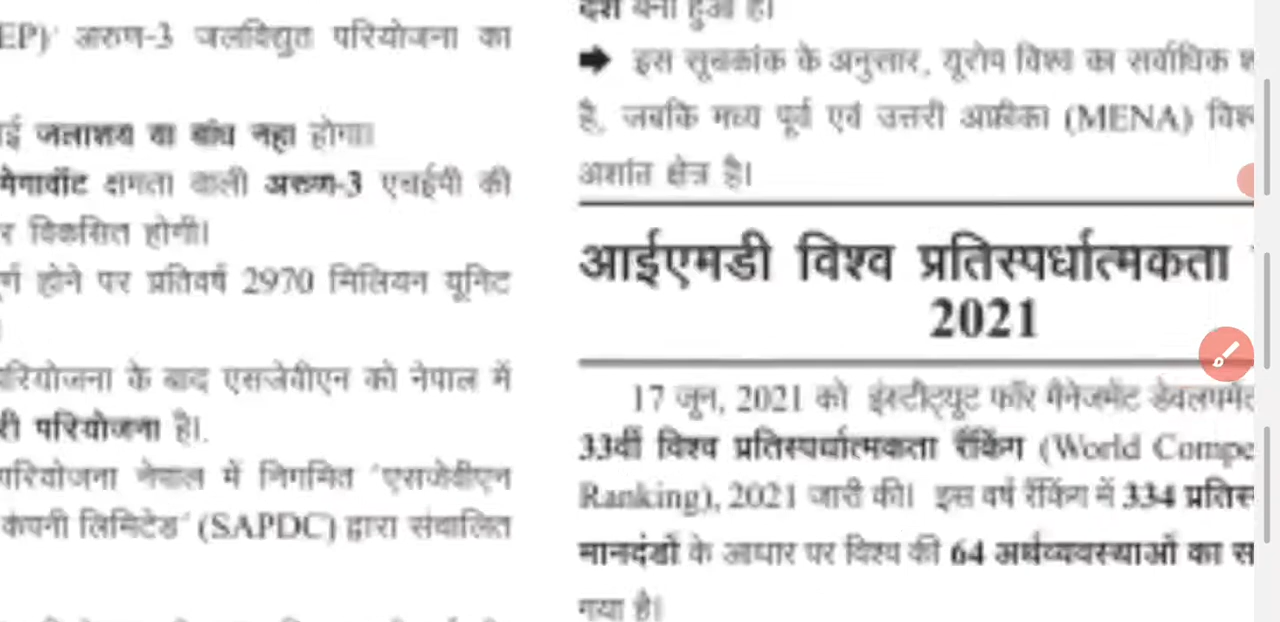 EP)' अरुण-3 जलविद्युत परियोजना का
ई जलाशय या बांध नहीं होगा।
मेगावॉट क्षमता वाली अरुण-3 एचईपी की
र विकसित होगी।
र्ण होने पर प्रतिवर्ष 2970 मिलियन यूनिट
रियोजना के बाद एसजेवीएन को नेपाल में
री परियोजना है।
परियोजना नेपाल में निगमित 'एसजेवीएन
कंपनी लिमिटेड' (SAPDC) द्वारा संचालित
देश बना हुआ है।
➡ इस सूचकांक के अनुसार, यूरोप विश्व का सर्वाधिक श
है, जबकि मध्य पूर्व एवं उत्तरी अफ्रीका (MENA) विश्
अशांत क्षेत्र है।
आईएमडी विश्व प्रतिस्पर्धात्मकता
2021
17 जून, 2021 को इंस्टीट्यूट फॉर मैनेजमेंट डेवलपमेंट
33वीं विश्व प्रतिस्पर्धात्मकता रैंकिंग (World Compe
Ranking), 2021 जारी की। इस वर्ष रैंकिंग में 334 प्रतिस्
मानदंडों के आधार पर विश्व की 64 अर्थव्यवस्थाओं का स
गया है।